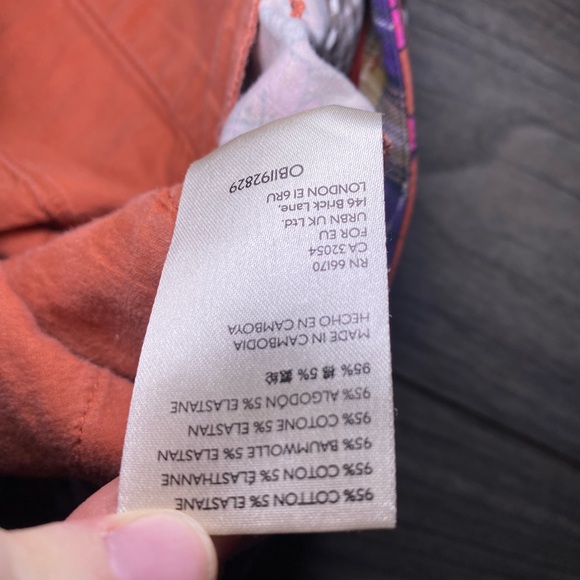 95% COTTON 5% ELASTANE
95% COTON 5% ELASTHANNE
95% BAUMWOLLE 5% ELASTAN
95% COTONE 5% ELASTAN
95% ALGODÓN 5% ELASTANE
95% 棉 5% 氨纶
MADE IN CAMBODIA
HECHO EN CAMBOYA
RN 66170
CA 32054
FOR EU
URBN UK Ltd.
146 Brick Lane,
LONDON E1 6RU
OB1192829